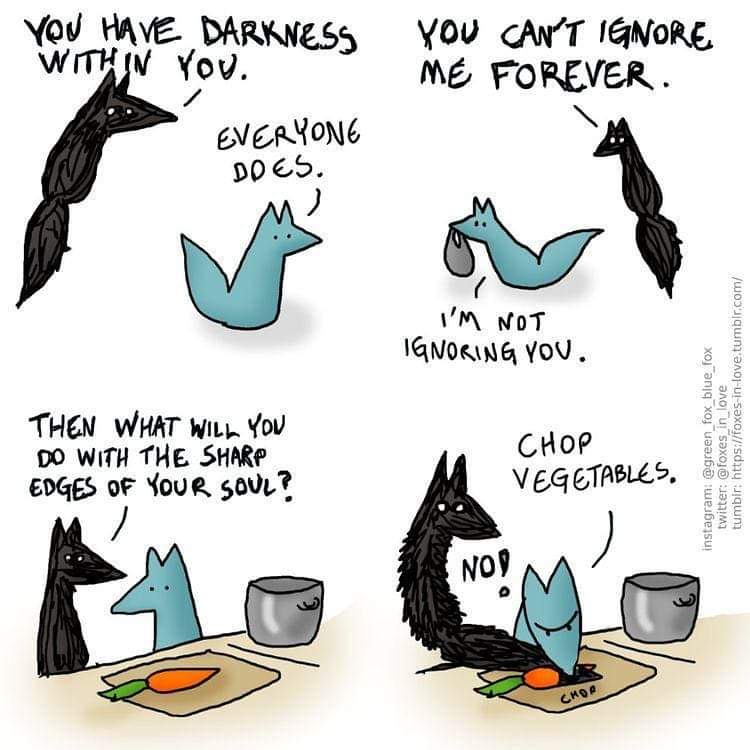 YOU HAVE DARKNESS
WITHIN YOU.
EVERYONE
DOES.
YOU CAN'T IGNORE
ME FOREVER.
I'M NOT
IGNORING YOU.
THEN WHAT WILL YOU
DO WITH THE SHARP
EDGES OF YOUR SOUL?
CHOP
VEGETABLES.
NO!
CHOP
instagram: @green_fox_blue_fox
twitter: @foxes_in_love
tumblr: https://foxes-in-love.tumblr.com/